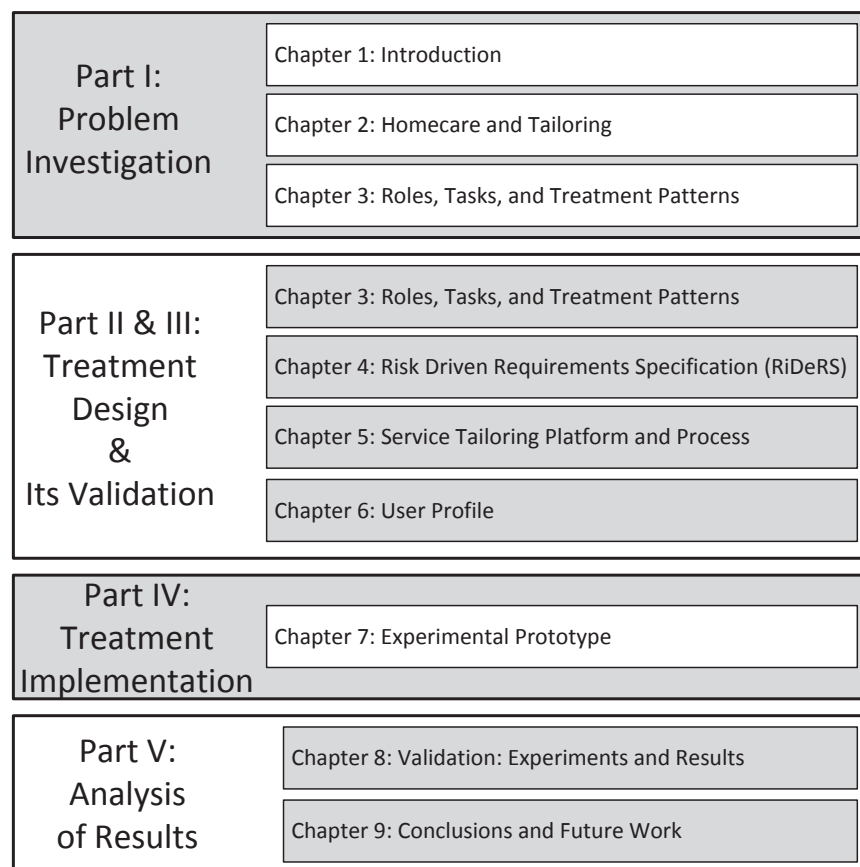 Part I:
Problem
Investigation
Chapter 1: Introduction
Chapter 2: Homecare and Tailoring
Chapter 3: Roles, Tasks, and Treatment Patterns
Part II & III:
Treatment
Design
&
Its Validation
Chapter 3: Roles, Tasks, and Treatment Patterns
Chapter 4: Risk Driven Requirements Specification (RiDeRS)
Chapter 5: Service Tailoring Platform and Process
Chapter 6: User Profile
Part IV:
Treatment
Implementation
Chapter 7: Experimental Prototype
Part V:
Analysis
of Results
Chapter 8: Validation: Experiments and Results
Chapter 9: Conclusions and Future Work